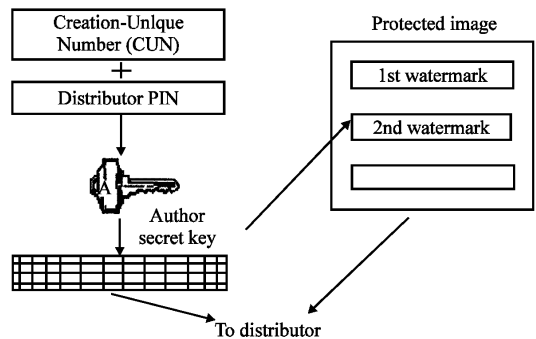 Creation-Unlque
Number (CUN)
+
Distributor PIN
A
Author
secret key
Protected image
1st watermark
2nd watermark
To distributor